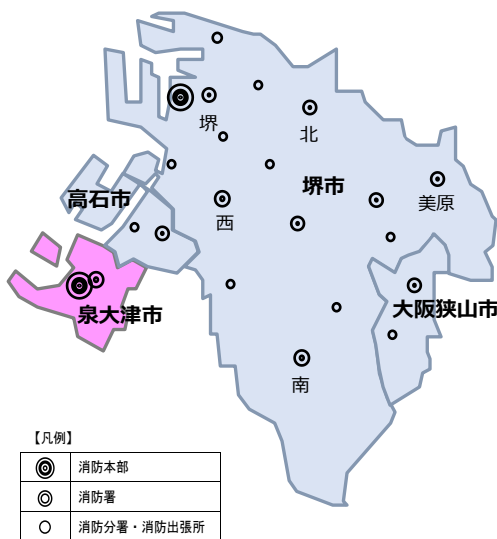 堺
北
高石市
堺市
美原
西
泉大津市
大阪狭山市
南
【凡例】
消防本部
消防署
消防分署・消防出張所